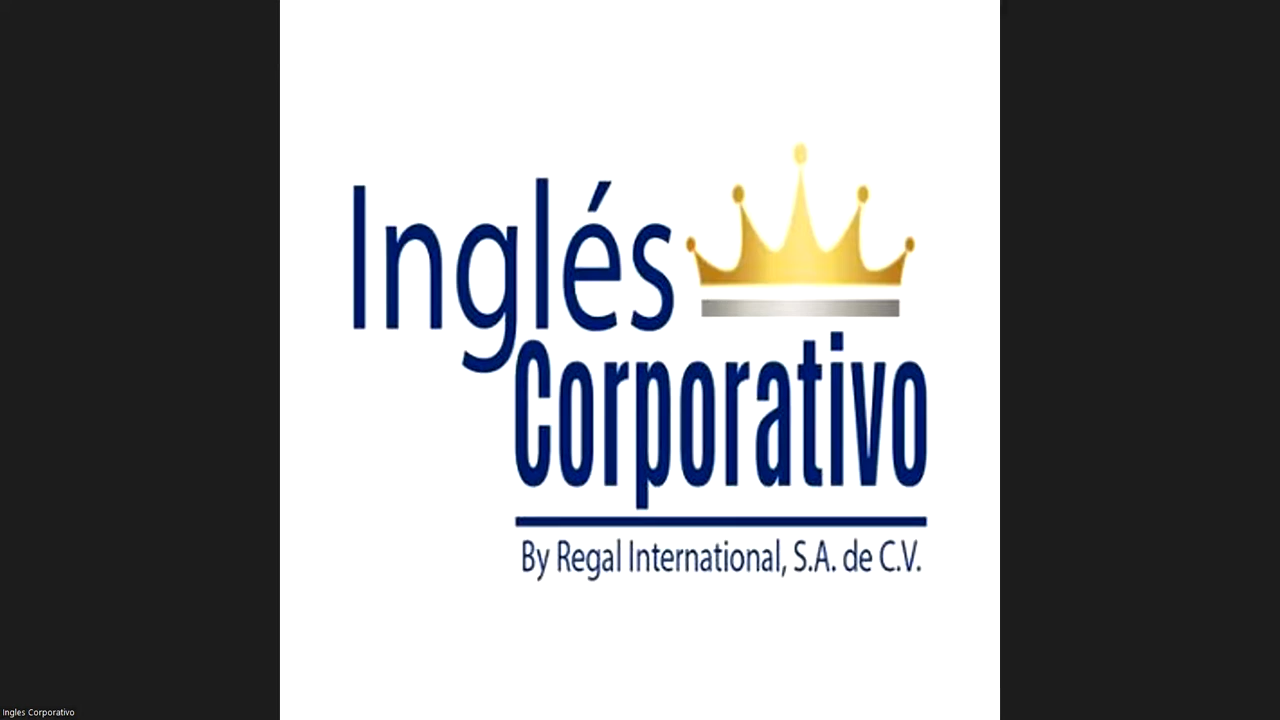 Inglés
Corporativo
By Regal International, S.A. de C.V.
Ingles Corporativo